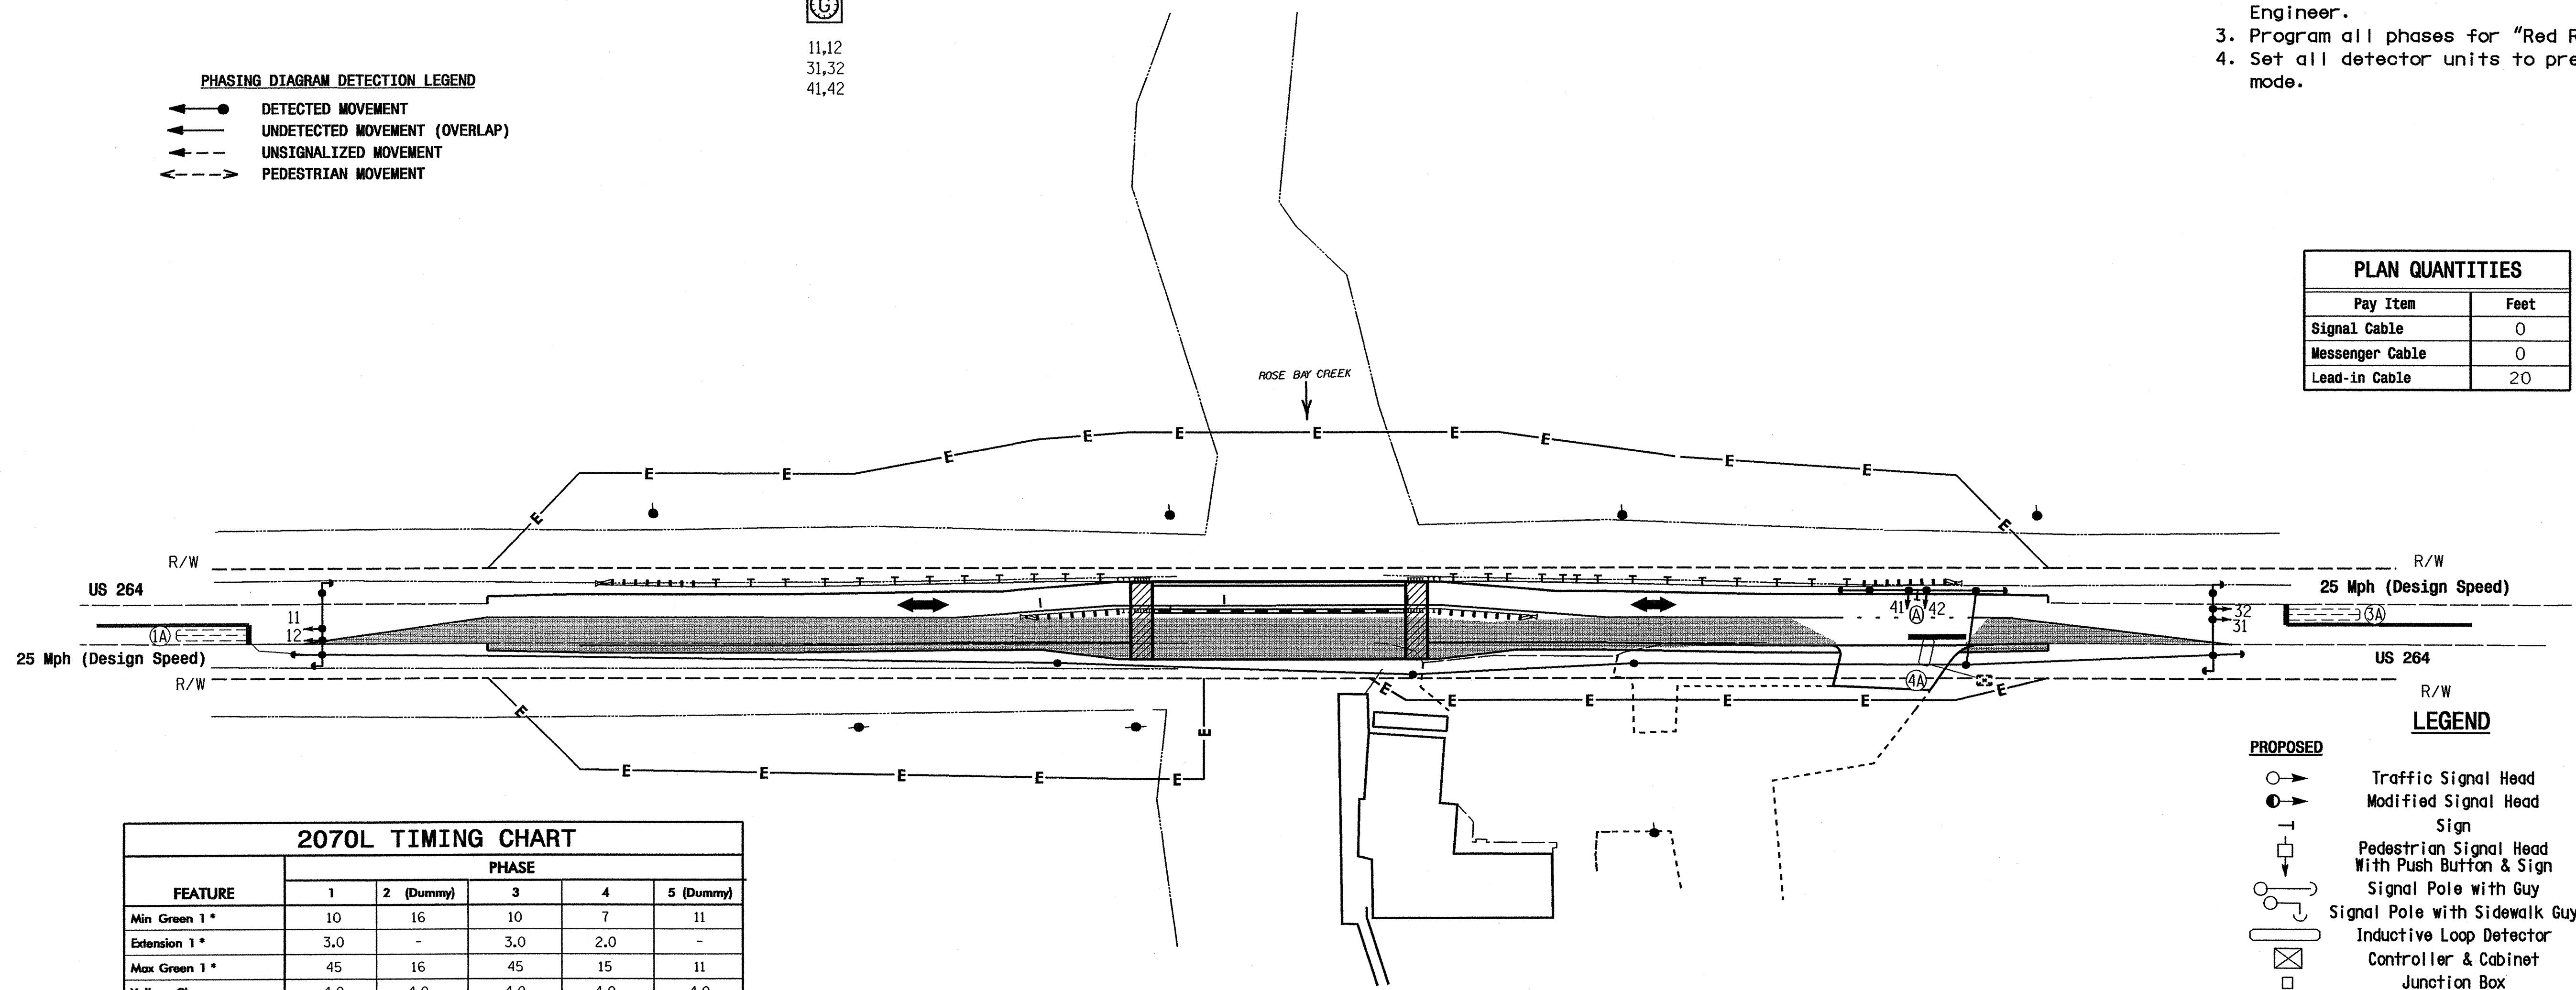 G
11,12
31,32
41,42
Engineer.
3. Program all phases for "Red R
4. Set all detector units to pre
mode.
PHASING DIAGRAM DETECTION LEGEND
DETECTED MOVEMENT
UNDETECTED MOVEMENT (OVERLAP)
UNSIGNALIZED MOVEMENT
PEDESTRIAN MOVEMENT
PLAN QUANTITIES
Pay Item Feet
Signal Cable 0
Messenger Cable 0
Lead-in Cable 20
ROSE BAY CREEK
E E E E E E E E E E E
R/W
R/W
US 264
25 Mph (Design Speed)
11
12
1A
41 A 42
32
31
3A
25 Mph (Design Speed)
US 264
R/W
4A
R/W
E E E E E E E
E E E E E E
LEGEND
PROPOSED
Traffic Signal Head
Modified Signal Head
Sign
Pedestrian Signal Head
With Push Button & Sign
Signal Pole with Guy
Signal Pole with Sidewalk Guy
Inductive Loop Detector
Controller & Cabinet
Junction Box
2070L TIMING CHART
PHASE
FEATURE 1 2 (Dummy) 3 4 5 (Dummy)
Min Green 1 * 10 16 10 7 11
Extension 1 * 3.0 - 3.0 2.0 -
Max Green 1 * 45 16 45 15 11